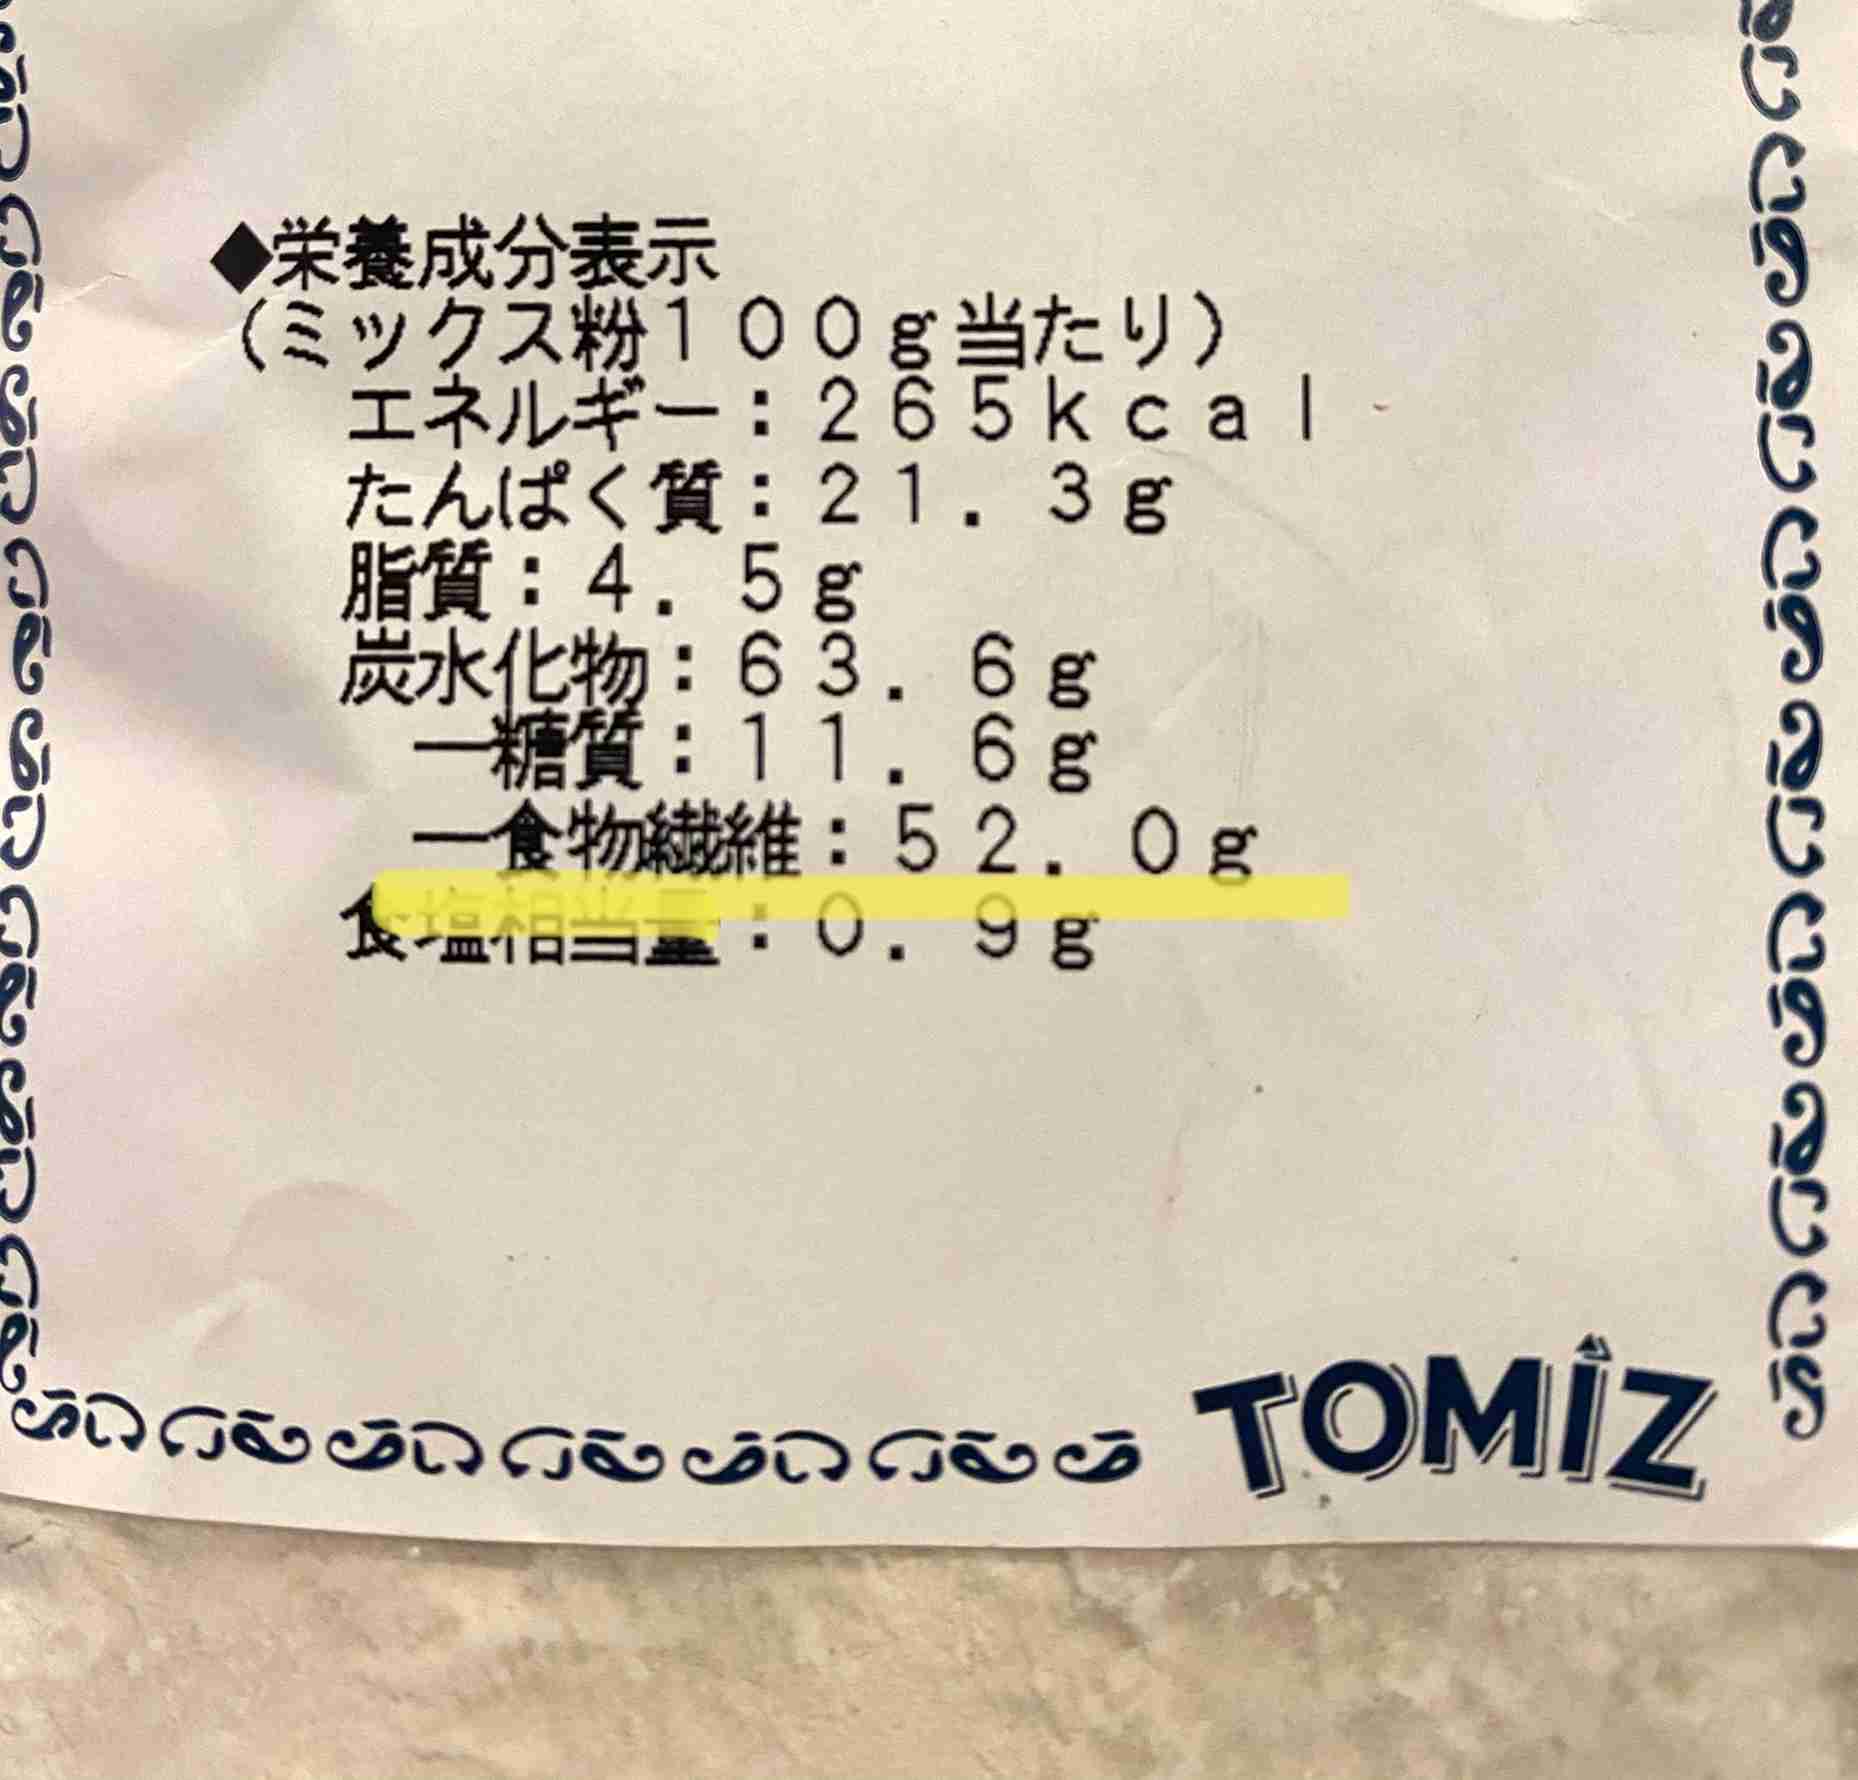 ◆栄養成分表示
（ミックス粉１００ｇ当たり）
エネルギー：２６５ｋｃａｌ
たんぱく質：２１．３ｇ
脂質：４．５ｇ
炭水化物：６３．６ｇ
―糖質：１１．６ｇ
―食物繊維：５２．０ｇ
食塩相当量：０．９ｇ
TOMIZ